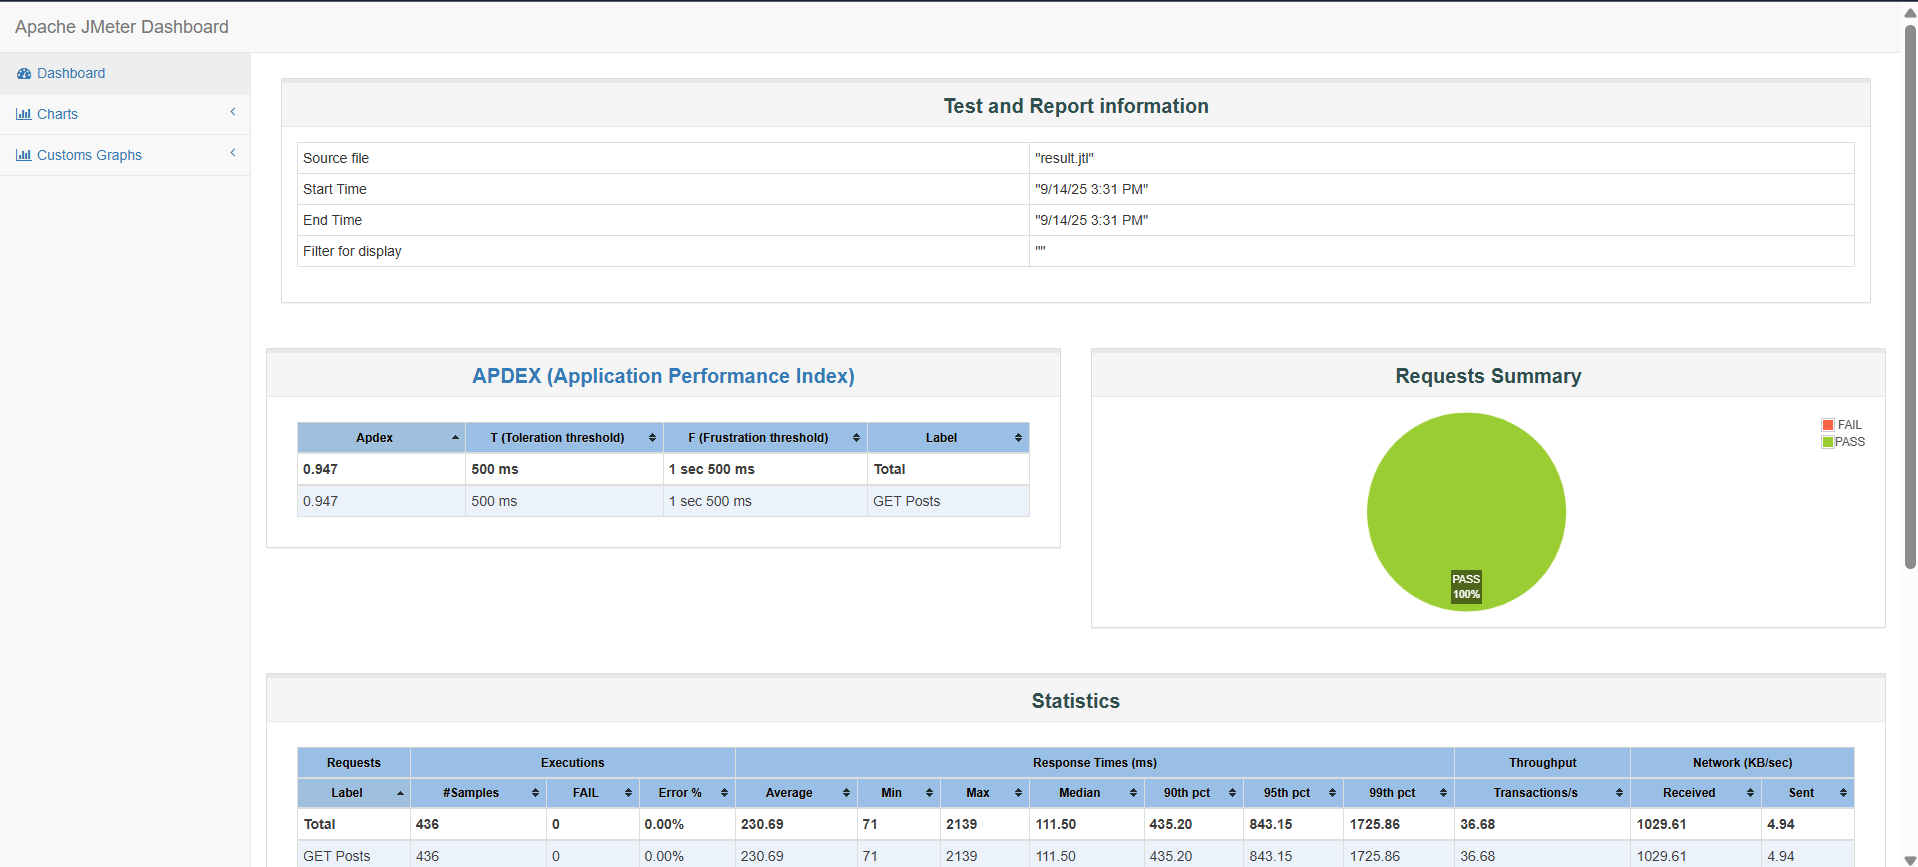 Apache JMeter Dashboard
Dashboard
Charts
Customs Graphs
Test and Report information
Source file "result.jtl"
Start Time "9/14/25 3:31 PM"
End Time "9/14/25 3:31 PM"
Filter for display ""
APDEX (Application Performance Index)
Apdex T (Toleration threshold) F (Frustration threshold) Label
0.947 500 ms 1 sec 500 ms Total
0.947 500 ms 1 sec 500 ms GET Posts
Requests Summary
FAIL
PASS
PASS
100%
Statistics
Requests Executions Response Times (ms) Throughput Network (KB/sec)
Label #Samples FAIL Error % Average Min Max Median 90th pct 95th pct 99th pct Transactions/s Received Sent
Total 436 0 0.00% 230.69 71 2139 111.50 435.20 843.15 1725.86 36.68 1029.61 4.94
GET Posts 436 0 0.00% 230.69 71 2139 111.50 435.20 843.15 1725.86 36.68 1029.61 4.94